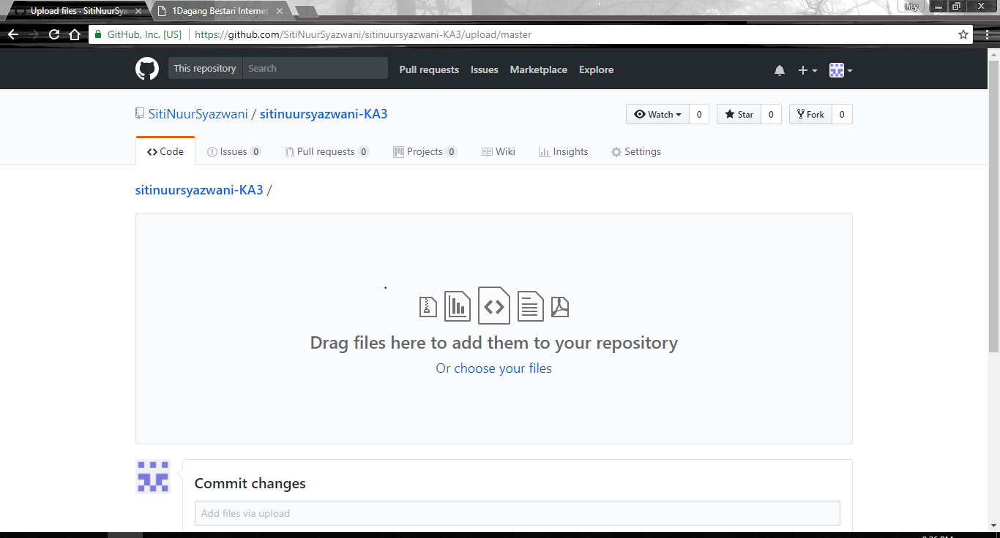 Upload files · SitiNuurSya
1Dagang Bestari Internet
Lily
GitHub, Inc. [US] https://github.com/SitiNuurSyazwani/sitinuursyazwani-KA3/upload/master
This repository Search Pull requests Issues Marketplace Explore
SitiNuurSyazwani / sitinuursyazwani-KA3
Watch 0 Star 0 Fork 0
Code Issues 0 Pull requests 0 Projects 0 Wiki Insights Settings
sitinuursyazwani-KA3 /
Drag files here to add them to your repository
Or choose your files
Commit changes
Add files via upload